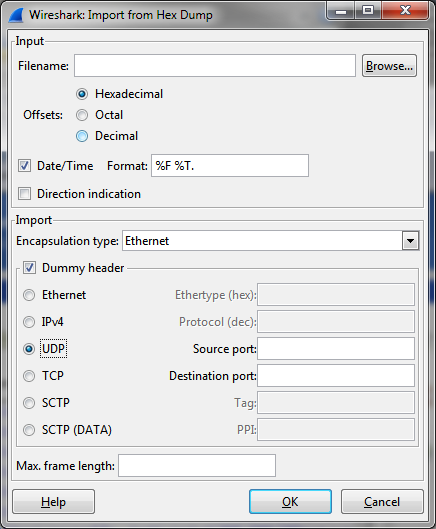 Wireshark: Import from Hex Dump
Input
Filename: Browse...
Hexadecimal
Offsets: Octal
Decimal
Date/Time Format: %F %T.
Direction indication
Import
Encapsulation type: Ethernet
Dummy header
Ethernet Ethertype (hex):
IPv4 Protocol (dec):
UDP Source port:
TCP Destination port:
SCTP Tag:
SCTP (DATA) PPI:
Max. frame length:
Help OK Cancel